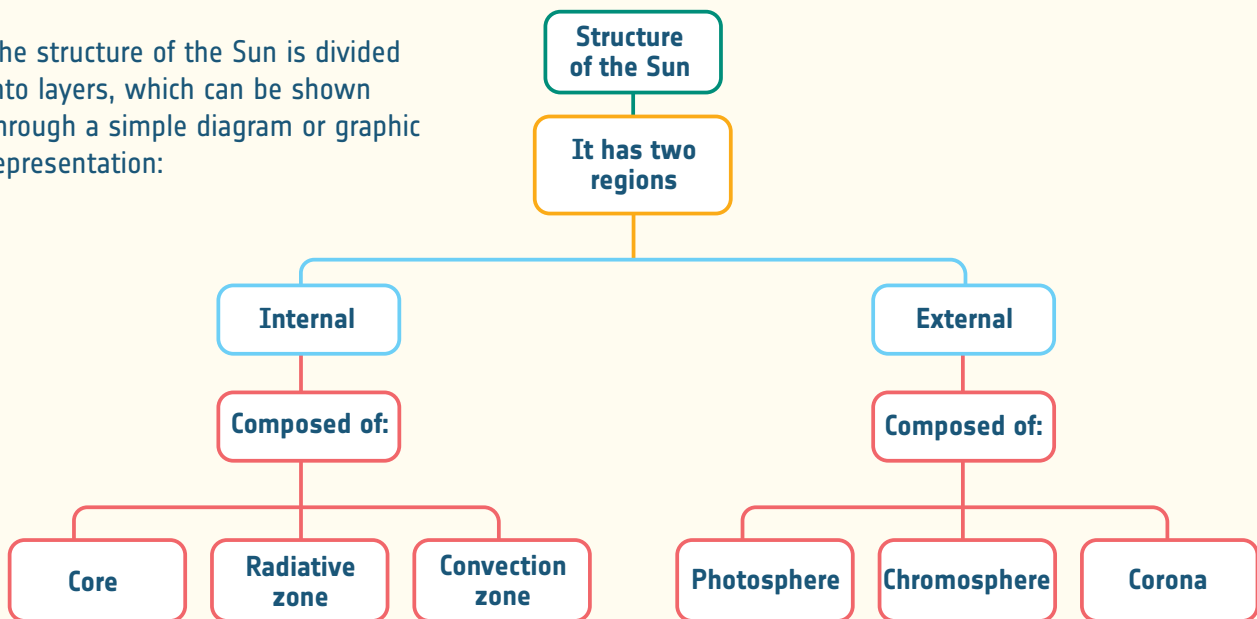 he structure of the Sun is divided
nto layers, which can be shown
hrough a simple diagram or graphic
epresentation:
Structure
of the Sun
It has two
regions
Internal
External
Composed of:
Composed of:
Core
Radiative
zone
Convection
zone
Photosphere
Chromosphere
Corona